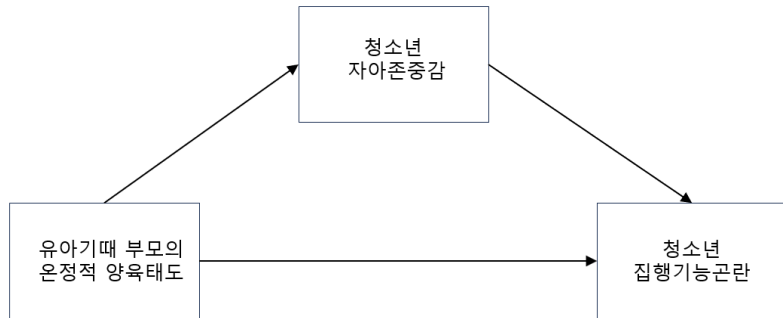 청소년
자아존중감
유아기때 부모의
온정적 양육태도
청소년
집행기능곤란